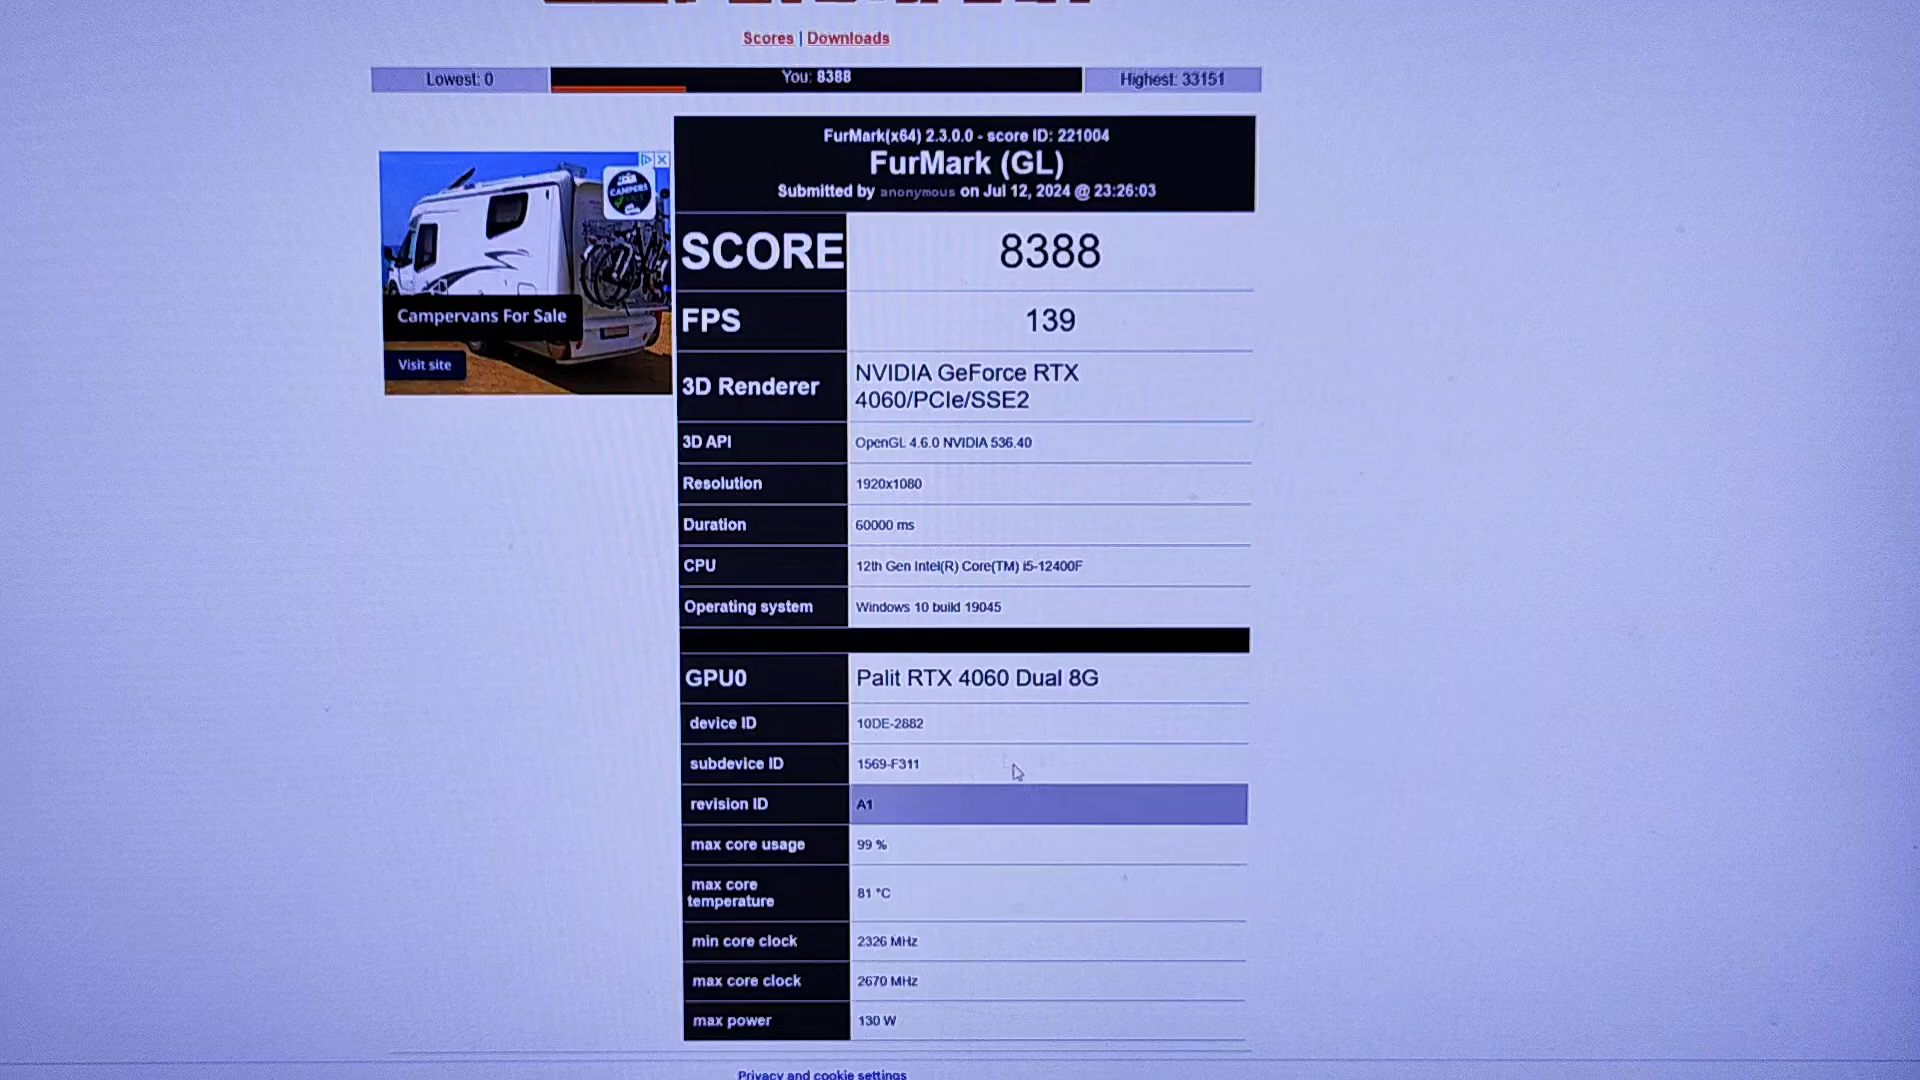 Scores | Downloads
Lowest: 0
You: 8388
Highest: 33151
FurMark(x64) 2.3.0.0 - score ID: 221004
FurMark (GL)
Submitted by anonymous on Jul 12, 2024 @ 23:26:03
CAMPERS
Campervans For Sale
Visit site
SCORE 8388
FPS 139
3D Renderer NVIDIA GeForce RTX
4060/PCIe/SSE2
3D API OpenGL 4.6.0 NVIDIA 536.40
Resolution 1920x1080
Duration 60000 ms
CPU 12th Gen Intel(R) Core(TM) i5-12400F
Operating system Windows 10 build 19045
GPU0 Palit RTX 4060 Dual 8G
device ID 10DE-2882
subdevice ID 1569-F311
revision ID A1
max core usage 99 %
max core
temperature 81 °C
min core clock 2326 MHz
max core clock 2670 MHz
max power 130 W
Privacy and cookie settings